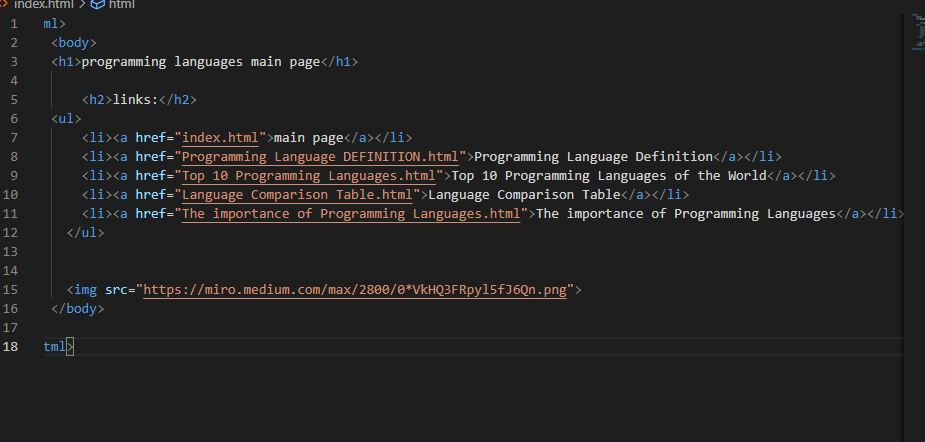 index.html > html
1 ml>
2 <body>
3 <h1>programming languages main page</h1>
4
5 <h2>links:</h2>
6 <ul>
7 <li><a href="index.html">main page</a></li>
8 <li><a href="Programming Language DEFINITION.html">Programming Language Definition</a></li>
9 <li><a href="Top 10 Programming Languages.html">Top 10 Programming Languages of the World</a></li>
10 <li><a href="Language Comparison Table.html">Language Comparison Table</a></li>
11 <li><a href="The importance of Programming Languages.html">The importance of Programming Languages</a></li>
12 </ul>
13
14
15 <img src="https://miro.medium.com/max/2800/0*VkHQ3FRpyl5fJ6Qn.png">
16 </body>
17
18 tml>